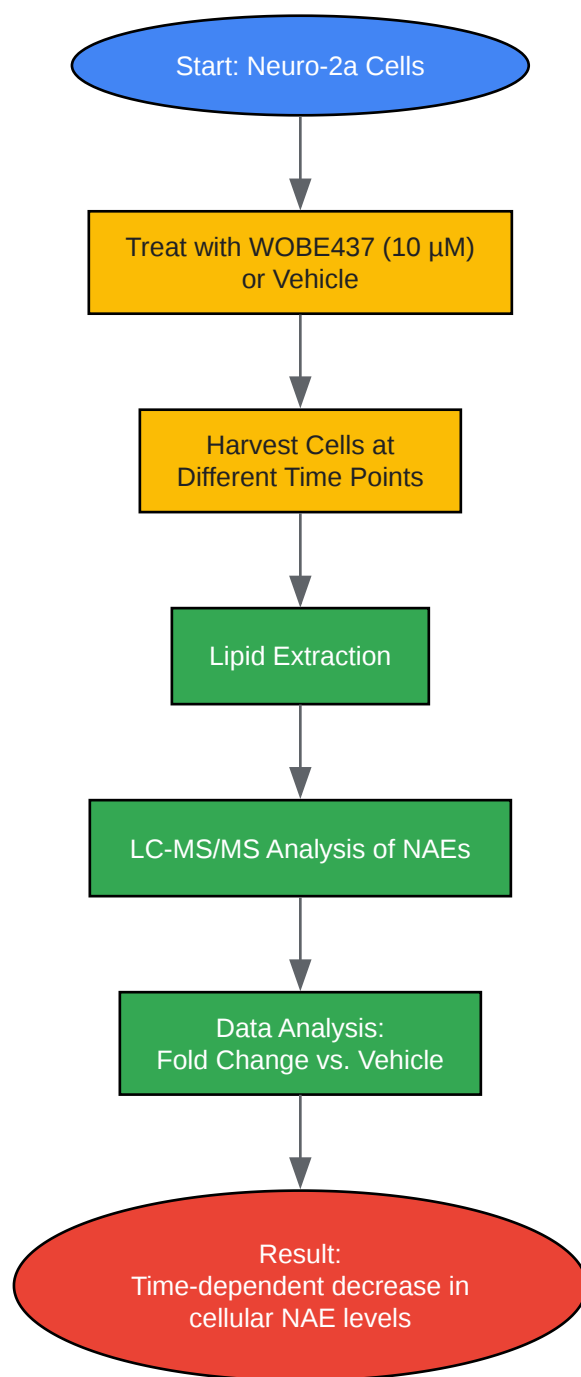 Start: Neuro-2a Cells
Treat with WOBE437 (10 µM)
or Vehicle
Harvest Cells at
Different Time Points
Lipid Extraction
LC-MS/MS Analysis of NAEs
Data Analysis:
Fold Change vs. Vehicle
Result:
Time-dependent decrease in
cellular NAE levels